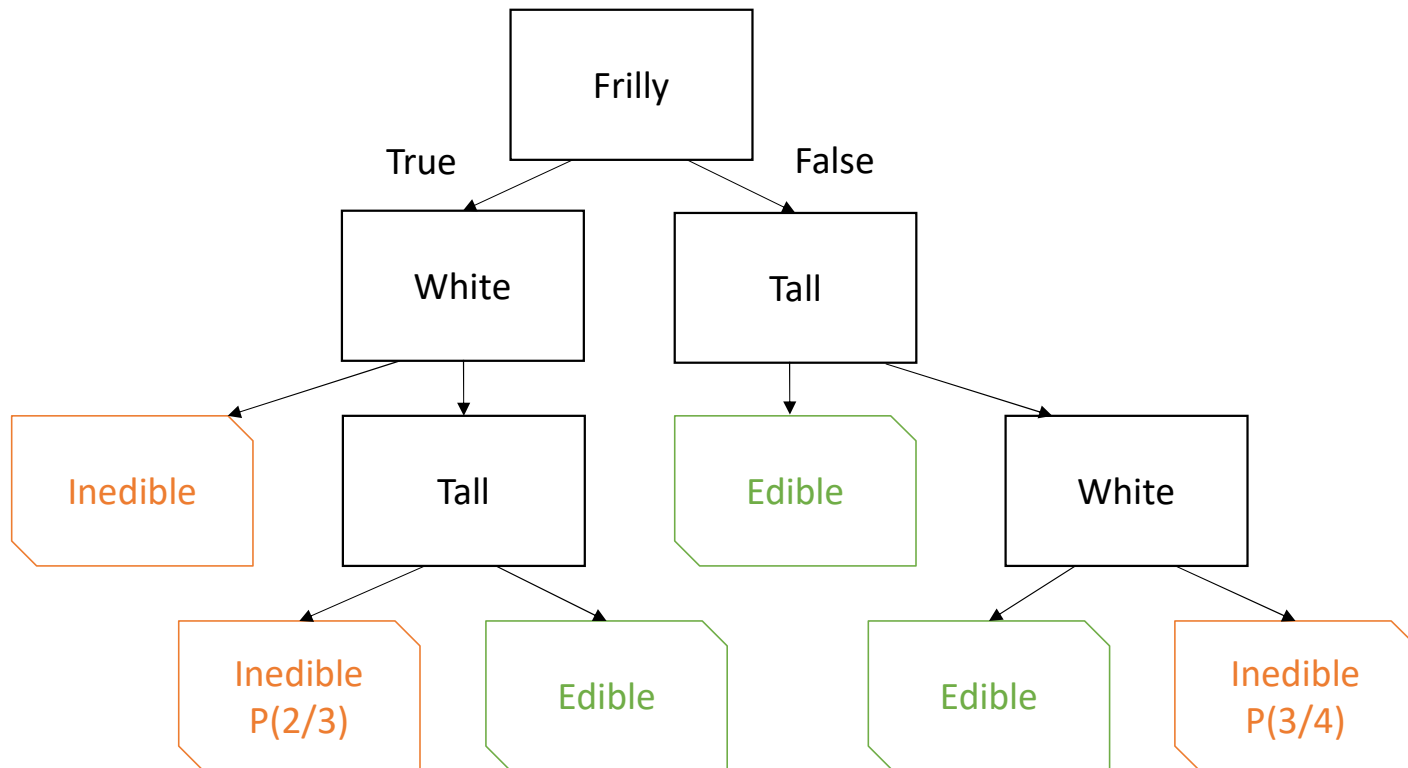 Frilly
True
False
White
Tall
Inedible
Tall
Edible
White
Inedible
P(2/3)
Edible
Edible
Inedible
P(3/4)